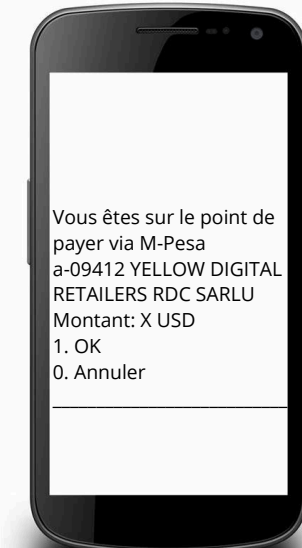 Vous êtes sur le point de
payer via M-Pesa
a-09412 YELLOW DIGITAL
RETAILERS RDC SARLU
Montant: X USD
1. OK
0. Annuler